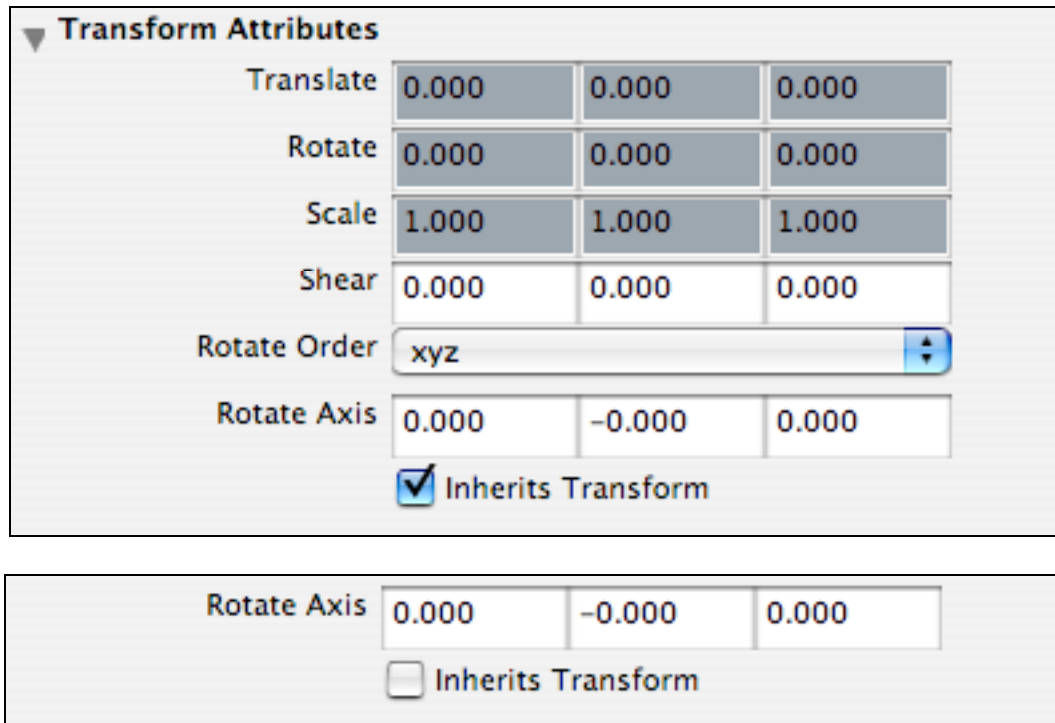 Transform Attributes
Translate 0.000 0.000 0.000
Rotate 0.000 0.000 0.000
Scale 1.000 1.000 1.000
Shear 0.000 0.000 0.000
Rotate Order xyz
Rotate Axis 0.000 -0.000 0.000
Inherits Transform
Rotate Axis 0.000 -0.000 0.000
Inherits Transform